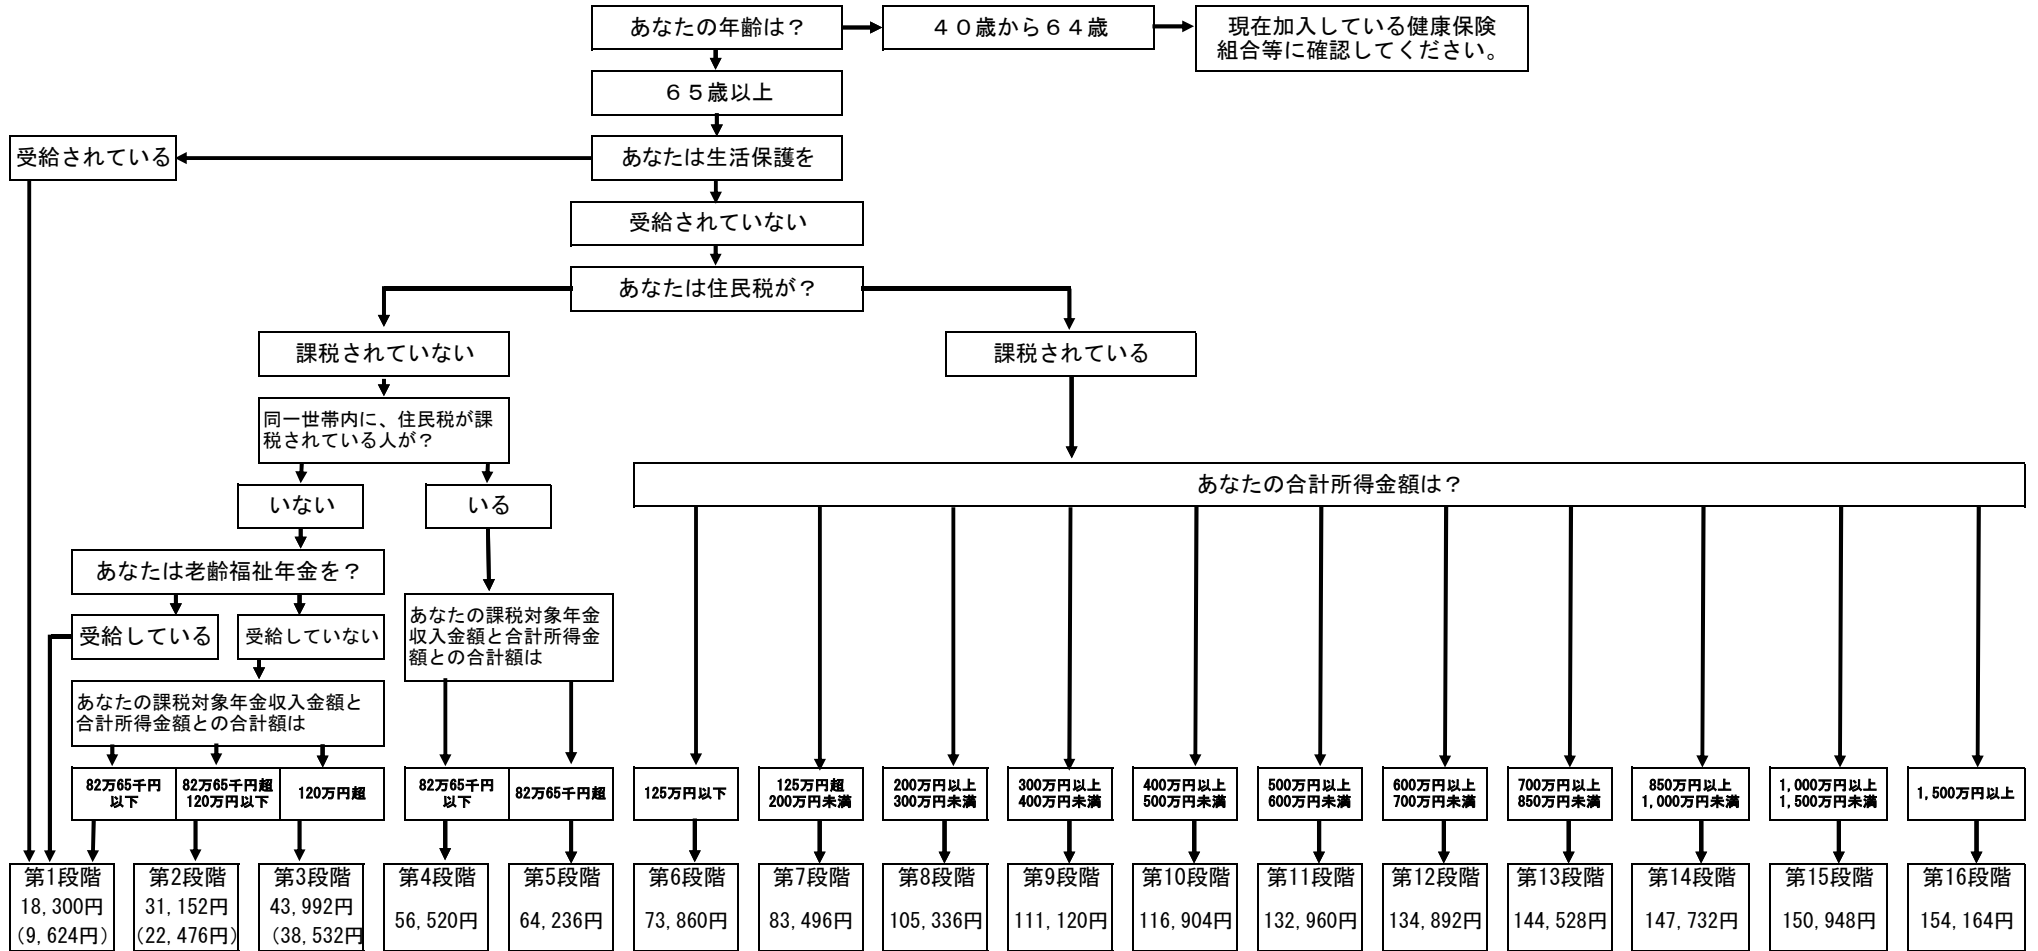 あなたの年齢は？
４０歳から６４歳
現在加入している健康保険
組合等に確認してください。
６５歳以上
受給されている
あなたは生活保護を
受給されていない
あなたは住民税が？
課税されていない
課税されている
同一世帯内に、住民税が課
税されている人が？
あなたの合計所得金額は？
いない
いる
あなたは老齢福祉年金を？
あなたの課税対象年金
収入金額と合計所得金
額との合計額は
受給している
受給していない
あなたの課税対象年金収入金額と
合計所得金額との合計額は
82万65千円
以下
82万65千円超
120万円以下
120万円超
82万65千円
以下
82万65千円超
125万円以下
125万円超
200万円未満
200万円以上
300万円未満
300万円以上
400万円未満
400万円以上
500万円未満
500万円以上
600万円未満
600万円以上
700万円未満
700万円以上
850万円未満
850万円以上
1,000万円未満
1,000万円以上
1,500万円未満
1,500万円以上
第1段階
18,300円
(9,624円)
第2段階
31,152円
(22,476円)
第3段階
43,992円
(38,532円
第4段階
56,520円
第5段階
64,236円
第6段階
73,860円
第7段階
83,496円
第8段階
105,336円
第9段階
111,120円
第10段階
116,904円
第11段階
132,960円
第12段階
134,892円
第13段階
144,528円
第14段階
147,732円
第15段階
150,948円
第16段階
154,164円